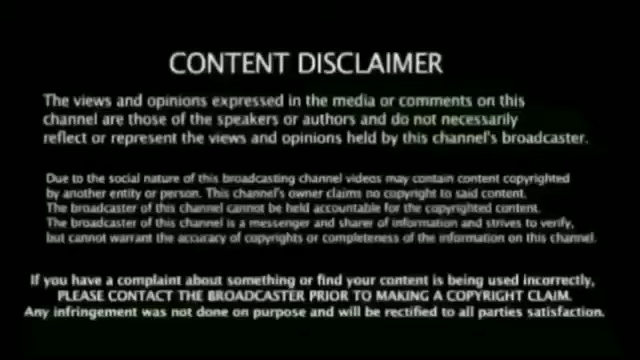 CONTENT DISCLAIMER
The views and opinions expressed in the media or comments on this
channel are those of the speakers or authors and do not necessarily
reflect or represent the views and opinions held by this channel's broadcaster.
Due to the social nature of this broadcasting channel videos may contain content copyrighted
by another entity or person. This channel's owner claims no copyright to said content.
The broadcaster of this channel cannot be held accountable for the copyrighted content.
The broadcaster of this channel is a messenger and sharer of information and strives to verify,
but cannot warrant the accuracy of copyrights or completeness of the information on this channel.
If you have a complaint about something or find your content is being used incorrectly,
PLEASE CONTACT THE BROADCASTER PRIOR TO MAKING A COPYRIGHT CLAIM.
Any infringement was not done on purpose and will be rectified to all parties satisfaction.